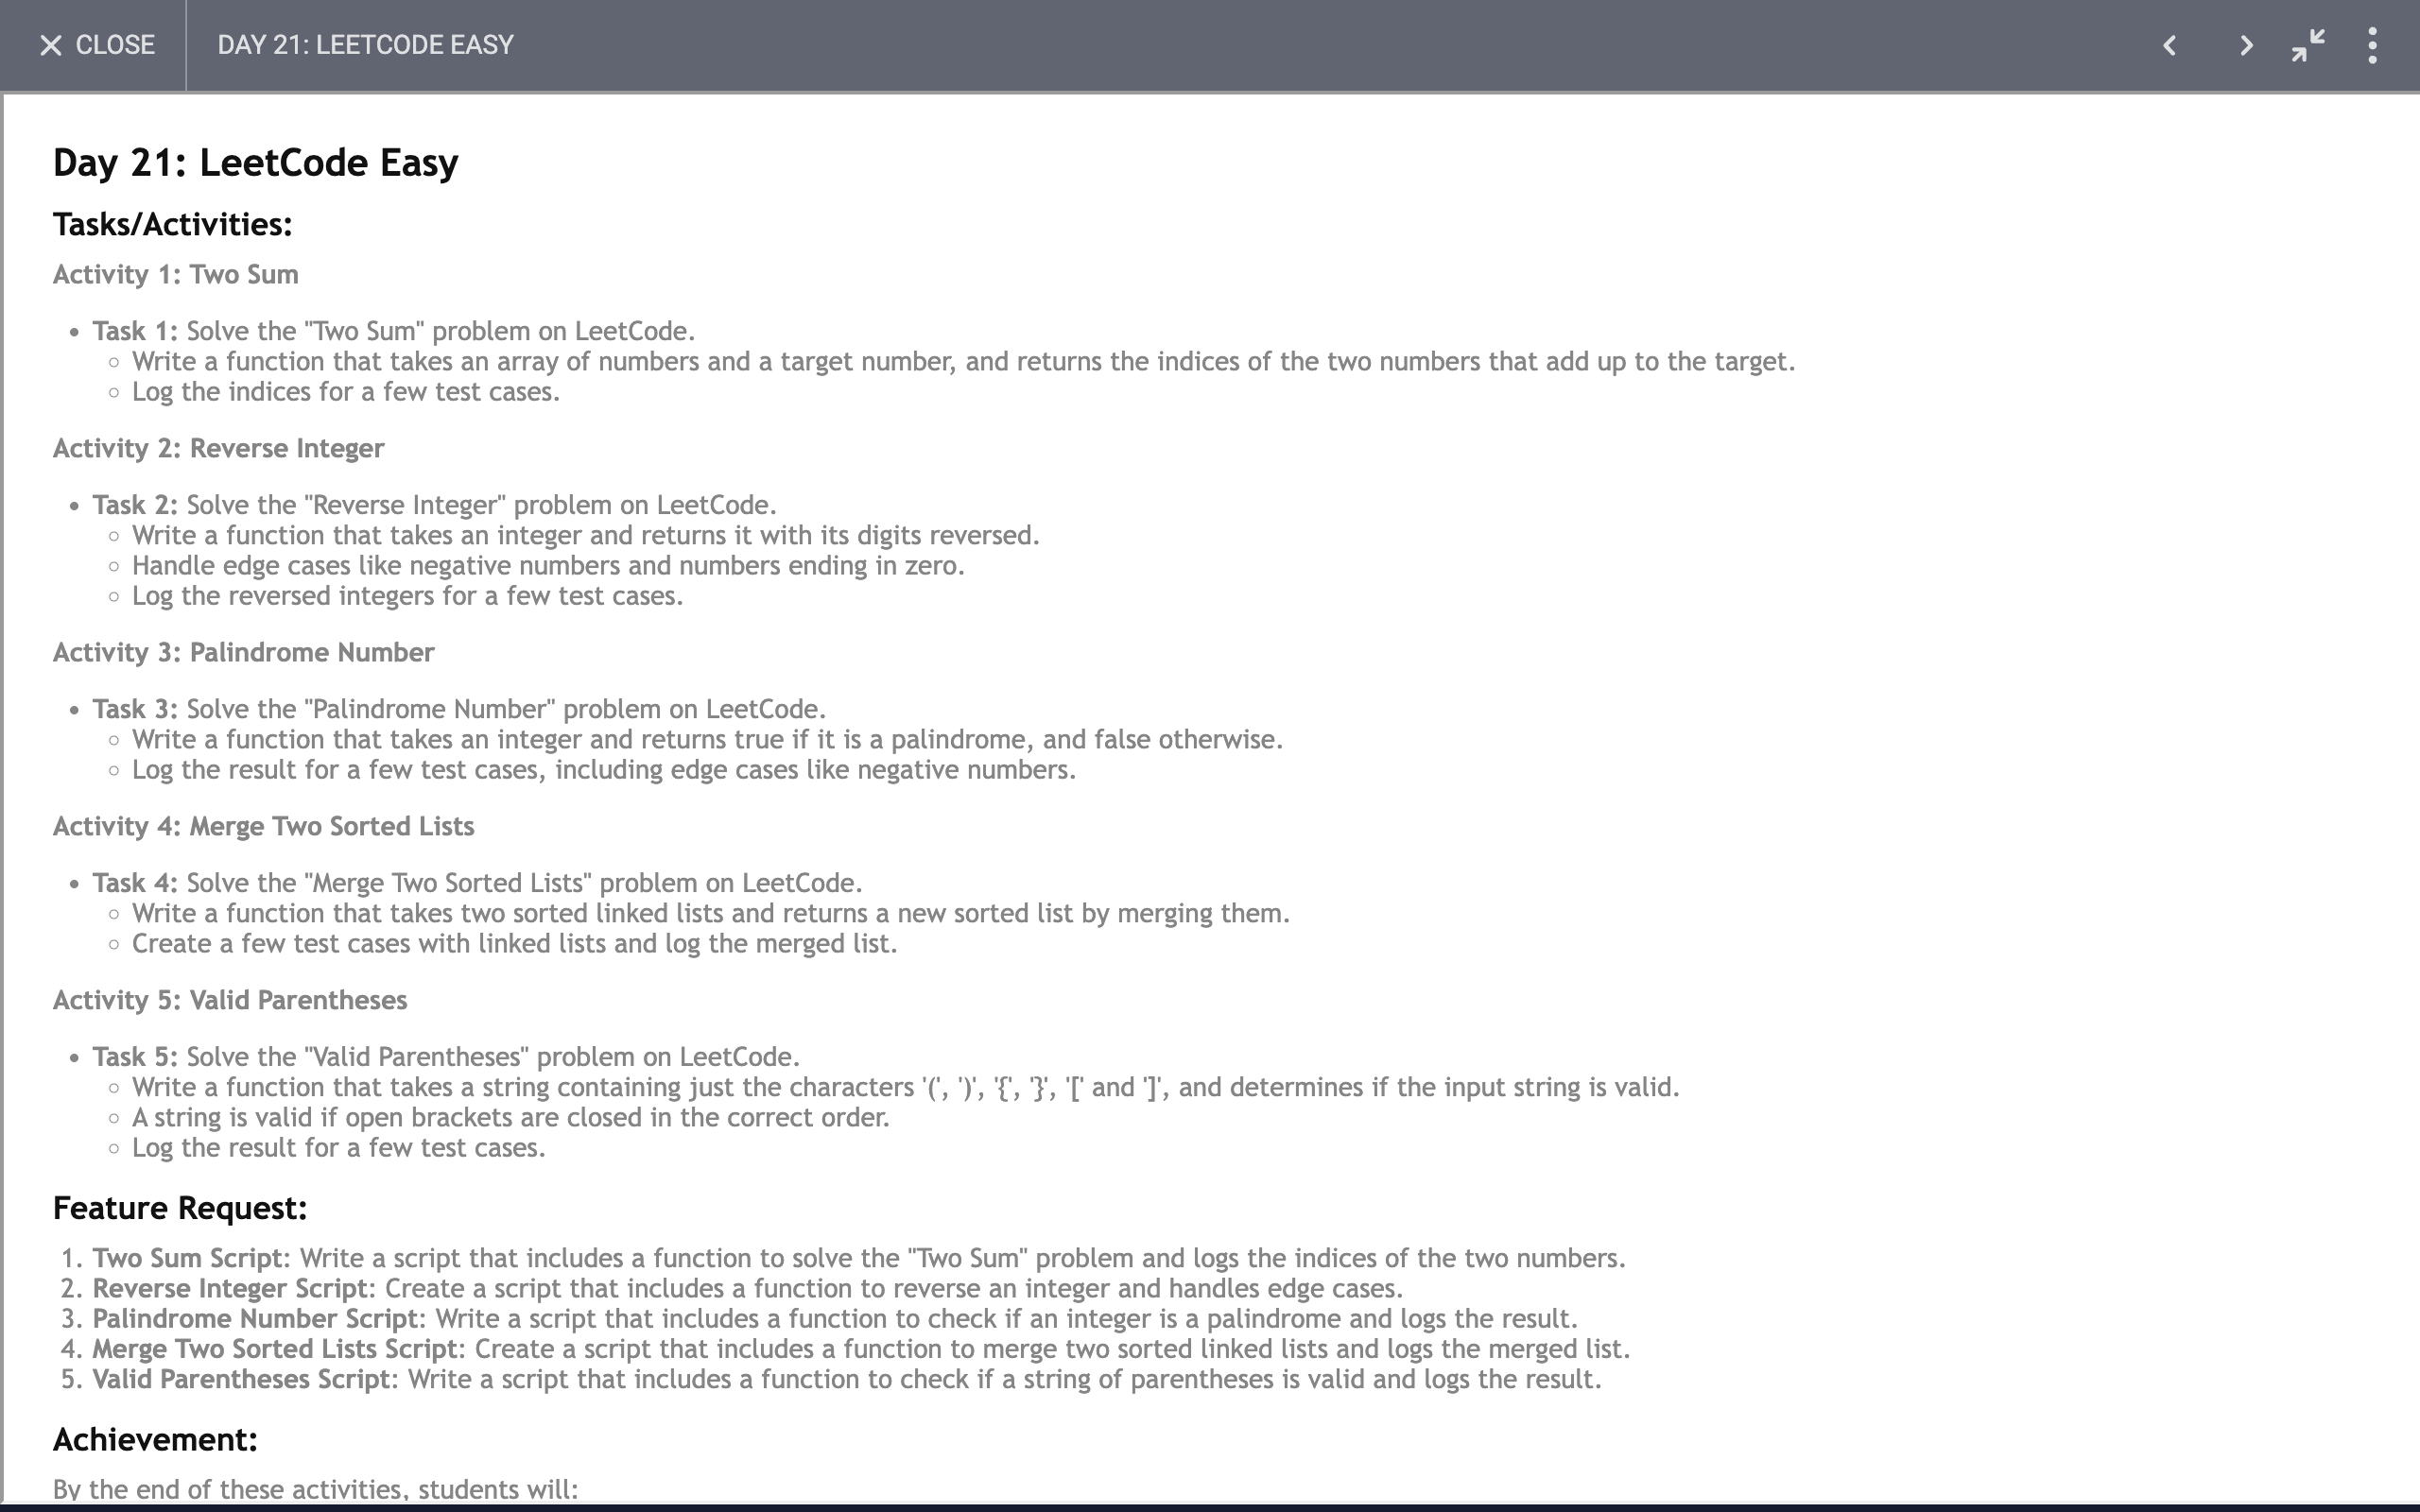 CLOSE
DAY 21: LEETCODE EASY
Day 21: LeetCode Easy
Tasks/Activities:
Activity 1: Two Sum
• Task 1: Solve the "Two Sum" problem on LeetCode.
○ Write a function that takes an array of numbers and a target number, and returns the indices of the two numbers that add up to the target.
○ Log the indices for a few test cases.
Activity 2: Reverse Integer
• Task 2: Solve the "Reverse Integer" problem on LeetCode.
○ Write a function that takes an integer and returns it with its digits reversed.
○ Handle edge cases like negative numbers and numbers ending in zero.
○ Log the reversed integers for a few test cases.
Activity 3: Palindrome Number
• Task 3: Solve the "Palindrome Number" problem on LeetCode.
○ Write a function that takes an integer and returns true if it is a palindrome, and false otherwise.
○ Log the result for a few test cases, including edge cases like negative numbers.
Activity 4: Merge Two Sorted Lists
• Task 4: Solve the "Merge Two Sorted Lists" problem on LeetCode.
○ Write a function that takes two sorted linked lists and returns a new sorted list by merging them.
○ Create a few test cases with linked lists and log the merged list.
Activity 5: Valid Parentheses
• Task 5: Solve the "Valid Parentheses" problem on LeetCode.
○ Write a function that takes a string containing just the characters '(', ')', '{', '}', '[' and ']', and determines if the input string is valid.
○ A string is valid if open brackets are closed in the correct order.
○ Log the result for a few test cases.
Feature Request:
1. Two Sum Script: Write a script that includes a function to solve the "Two Sum" problem and logs the indices of the two numbers.
2. Reverse Integer Script: Create a script that includes a function to reverse an integer and handles edge cases.
3. Palindrome Number Script: Write a script that includes a function to check if an integer is a palindrome and logs the result.
4. Merge Two Sorted Lists Script: Create a script that includes a function to merge two sorted linked lists and logs the merged list.
5. Valid Parentheses Script: Write a script that includes a function to check if a string of parentheses is valid and logs the result.
Achievement:
By the end of these activities, students will: